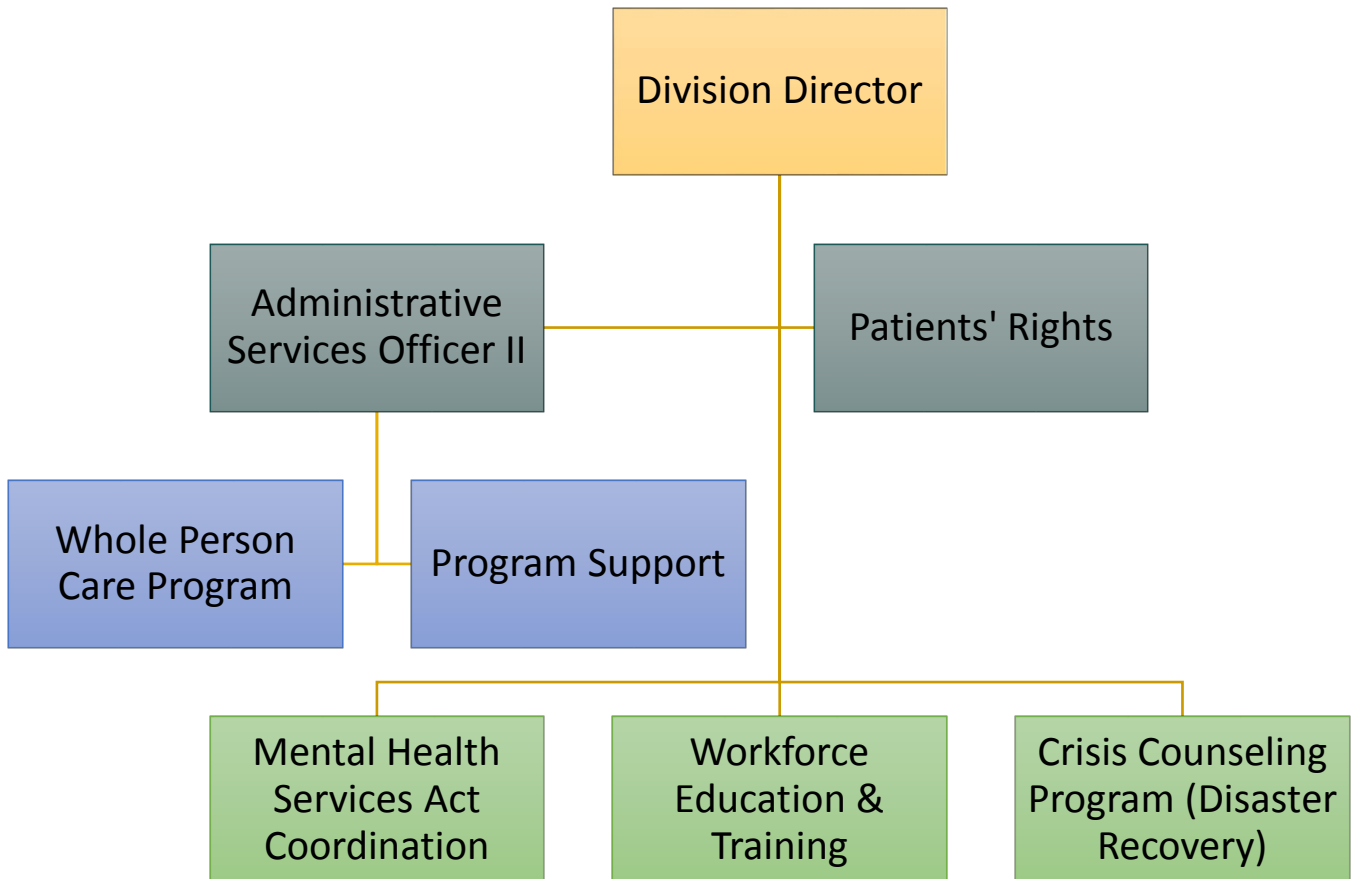 Division Director
Administrative
Services Officer II
Patients' Rights
Whole Person
Care Program
Program Support
Mental Health
Services Act
Coordination
Workforce
Education &
Training
Crisis Counseling
Program (Disaster
Recovery)